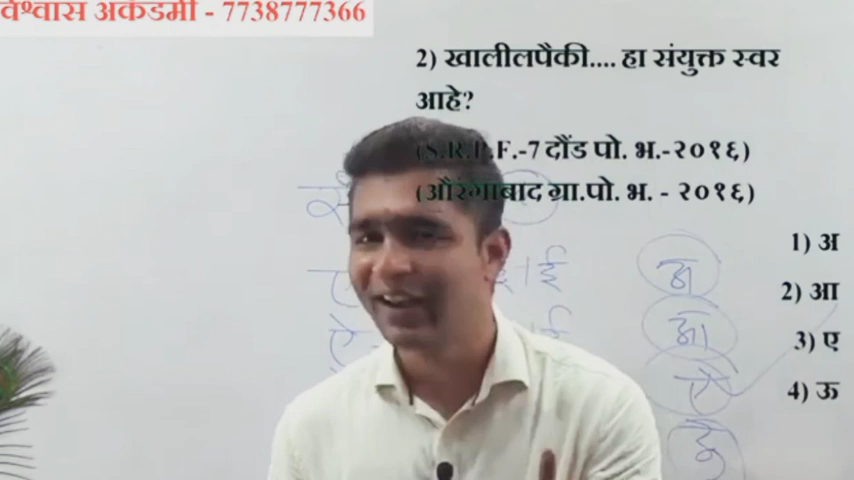 विश्वास अकॅडमी - 7738777366
2) खालीलपैकी.... हा संयुक्त स्वर
आहे?
(S.R.P.F.-7 दौंड पो. भ.-२०१६)
(औरंगाबाद ग्रा.पो. भ. - २०१६)
1) अ
2) आ
3) ए
4) ऊ
अ
आ
ए
ऊ